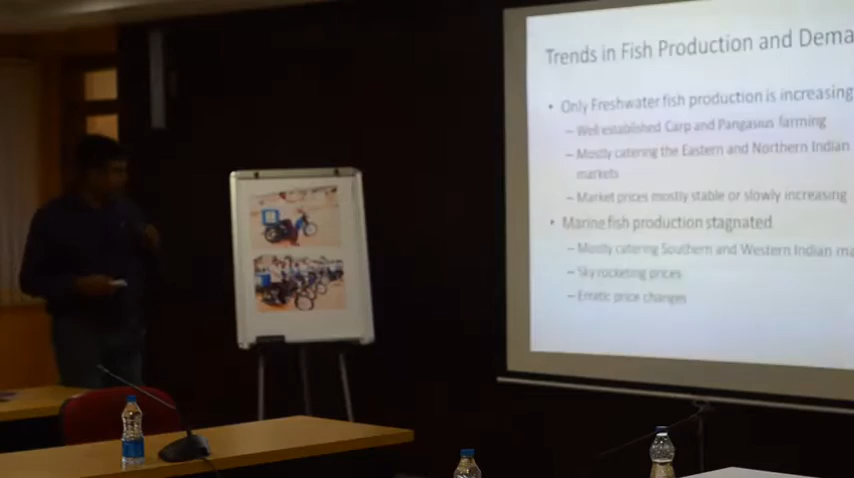 Trends in Fish Production and Dema
• Only Freshwater fish production is increasing
– Well established Carp and Pangasius farming
– Mostly catering the Eastern and Northern Indian
markets
– Market prices mostly stable or slowly increasing
• Marine fish production stagnated
– Mostly catering Southern and Western Indian ma
– Sky rocketing prices
– Erratic price changes